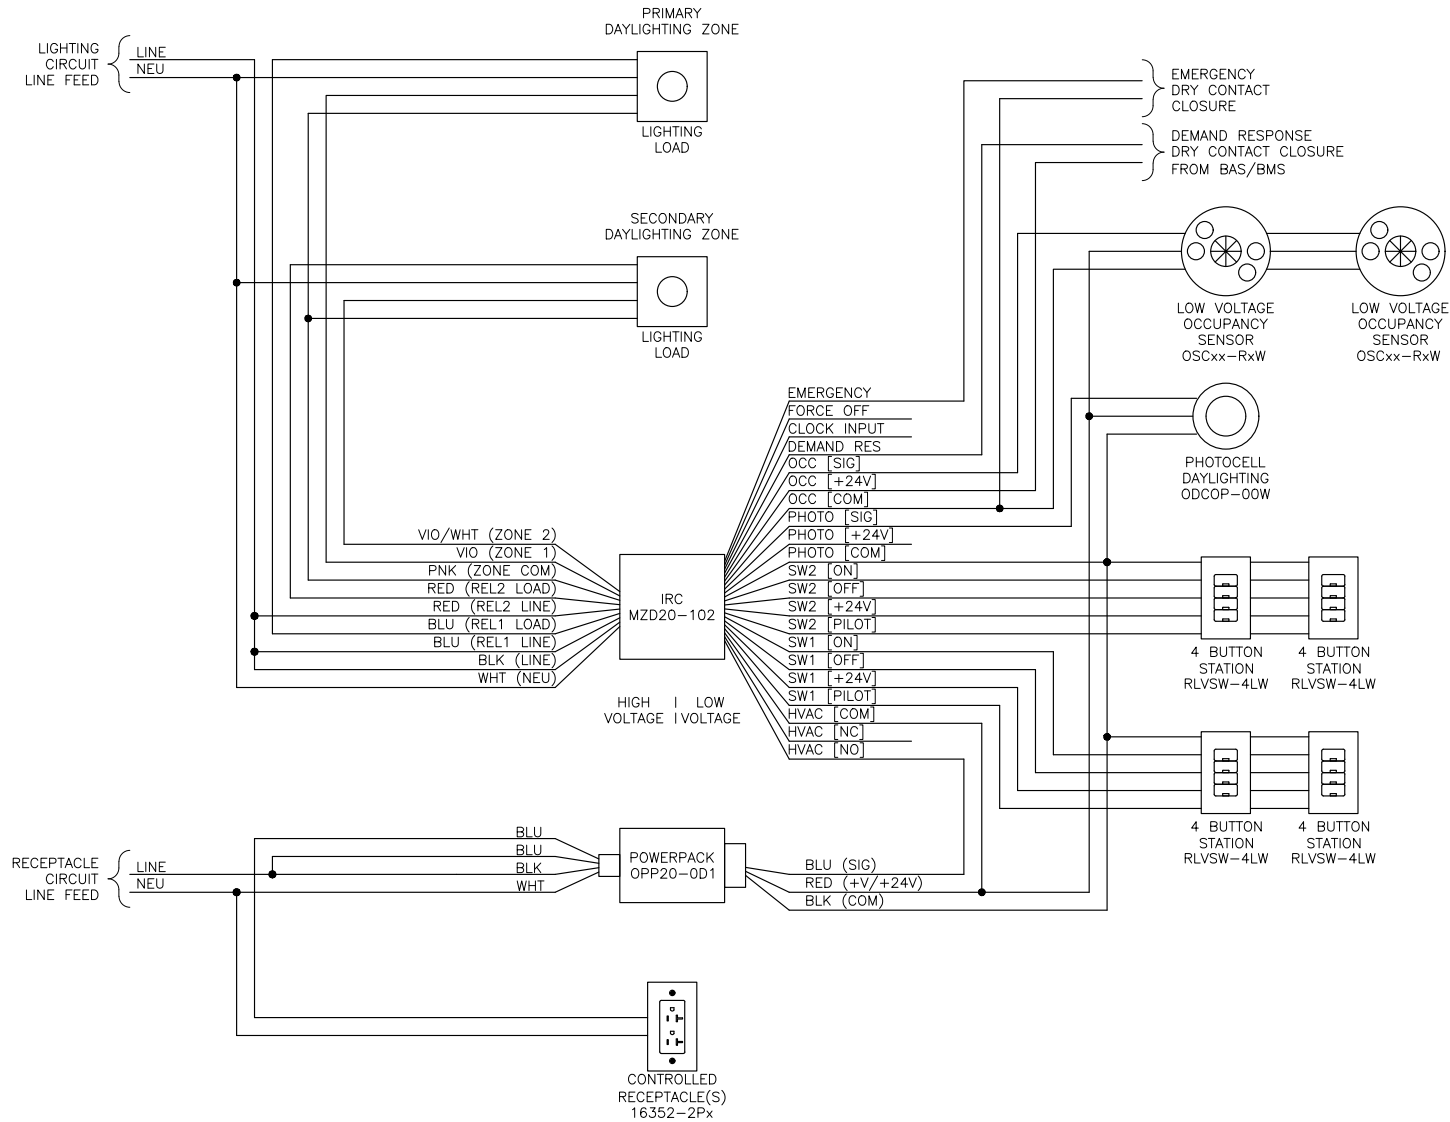 PRIMARY
DAYLIGHTING ZONE
LIGHTING
CIRCUIT
LINE FEED
LINE
NEU
LIGHTING
LOAD
EMERGENCY
DRY CONTACT
CLOSURE
DEMAND RESPONSE
DRY CONTACT CLOSURE
FROM BAS/BMS
SECONDARY
DAYLIGHTING ZONE
LIGHTING
LOAD
LOW VOLTAGE
OCCUPANCY
SENSOR
OSCxx-RxW
LOW VOLTAGE
OCCUPANCY
SENSOR
OSCxx-RxW
PHOTOCELL
DAYLIGHTING
ODCOP-00W
EMERGENCY
FORCE OFF
CLOCK INPUT
DEMAND RES
OCC [SIG]
OCC [+24V]
OCC [COM]
PHOTO [SIG]
PHOTO [+24V]
PHOTO [COM]
SW2 [ON]
SW2 [OFF]
SW2 [+24V]
SW2 [PILOT]
SW1 [ON]
SW1 [OFF]
SW1 [+24V]
SW1 [PILOT]
HVAC [COM]
HVAC [NC]
HVAC [NO]
VIO/WHT (ZONE 2)
VIO (ZONE 1)
PNK (ZONE COM)
RED (REL2 LOAD)
RED (REL2 LINE)
BLU (REL1 LOAD)
BLU (REL1 LINE)
BLK (LINE)
WHT (NEU)
IRC
MZD20-102
HIGH | LOW
VOLTAGE | VOLTAGE
4 BUTTON
STATION
RLVSW-4LW
4 BUTTON
STATION
RLVSW-4LW
4 BUTTON
STATION
RLVSW-4LW
4 BUTTON
STATION
RLVSW-4LW
RECEPTACLE
CIRCUIT
LINE FEED
LINE
NEU
BLU
BLU
BLK
WHT
POWERPACK
OPP20-0D1
BLU (SIG)
RED (+V/+24V)
BLK (COM)
CONTROLLED
RECEPTACLE(S)
16352-2Px